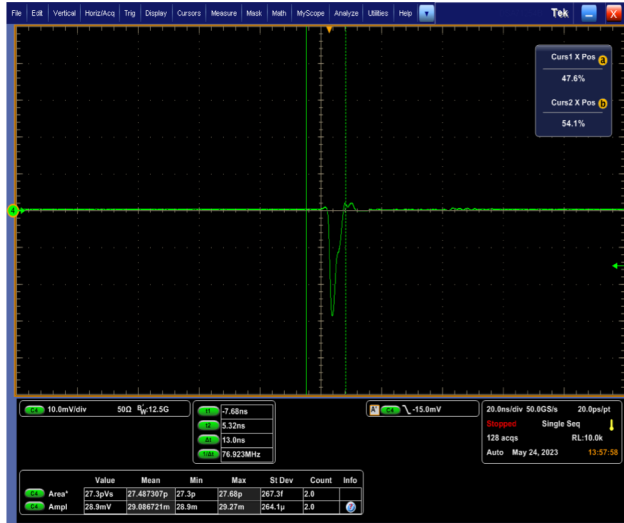 File Edit Vertical Horiz/Acq Trig Display Cursors Measure Mask Math MyScope Analyze Utilities Help Tek X
Curs1 X Pos a
47.6%
Curs2 X Pos b
54.1%
C4 10.0mV/div 50Ω BW:12.5G
t1 -7.68ns
t2 5.32ns
Δt 13.0ns
1/Δt 76.923MHz
A' C4 -15.0mV
20.0ns/div 50.0GS/s 20.0ps/pt
Stopped Single Seq
128 acqs RL:10.0k
Auto May 24, 2023 13:57:58
Value Mean Min Max St Dev Count Info
C4 Area* 27.3pVs 27.487307p 27.3p 27.68p 267.3f 2.0
C4 Ampl 28.9mV 29.086721m 28.9m 29.27m 264.1µ 2.0